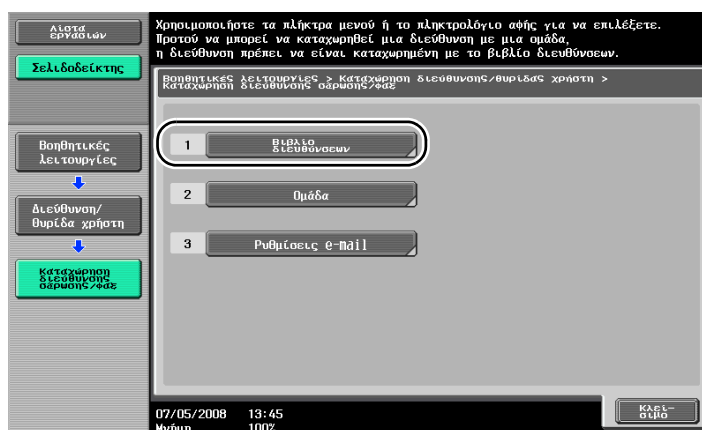 Λίστα
εργασιών
Σελιδοδείκτης
Βοηθητικές
λειτουργίες
Διεύθυνση/
θυρίδα χρήστη
Καταχώρηση
διεύθυνσης
σάρωσης/φαξ
Χρησιμοποιήστε τα πλήκτρα μενού ή το πληκτρολόγιο αφής για να επιλέξετε.
Προτού να μπορεί να καταχωρηθεί μια διεύθυνση με μια ομάδα,
η διεύθυνση πρέπει να είναι καταχωρημένη με το βιβλίο διευθύνσεων.
Βοηθητικές λειτουργίες > Καταχώρηση διεύθυνσης/θυρίδας χρήστη >
Καταχώρηση διεύθυνσης σάρωσης/φαξ
1 Βιβλίο
διευθύνσεων
2 Ομάδα
3 Ρυθμίσεις e-mail
07/05/2008 13:45
Μνήμη 100%
Κλεί-
σιμο